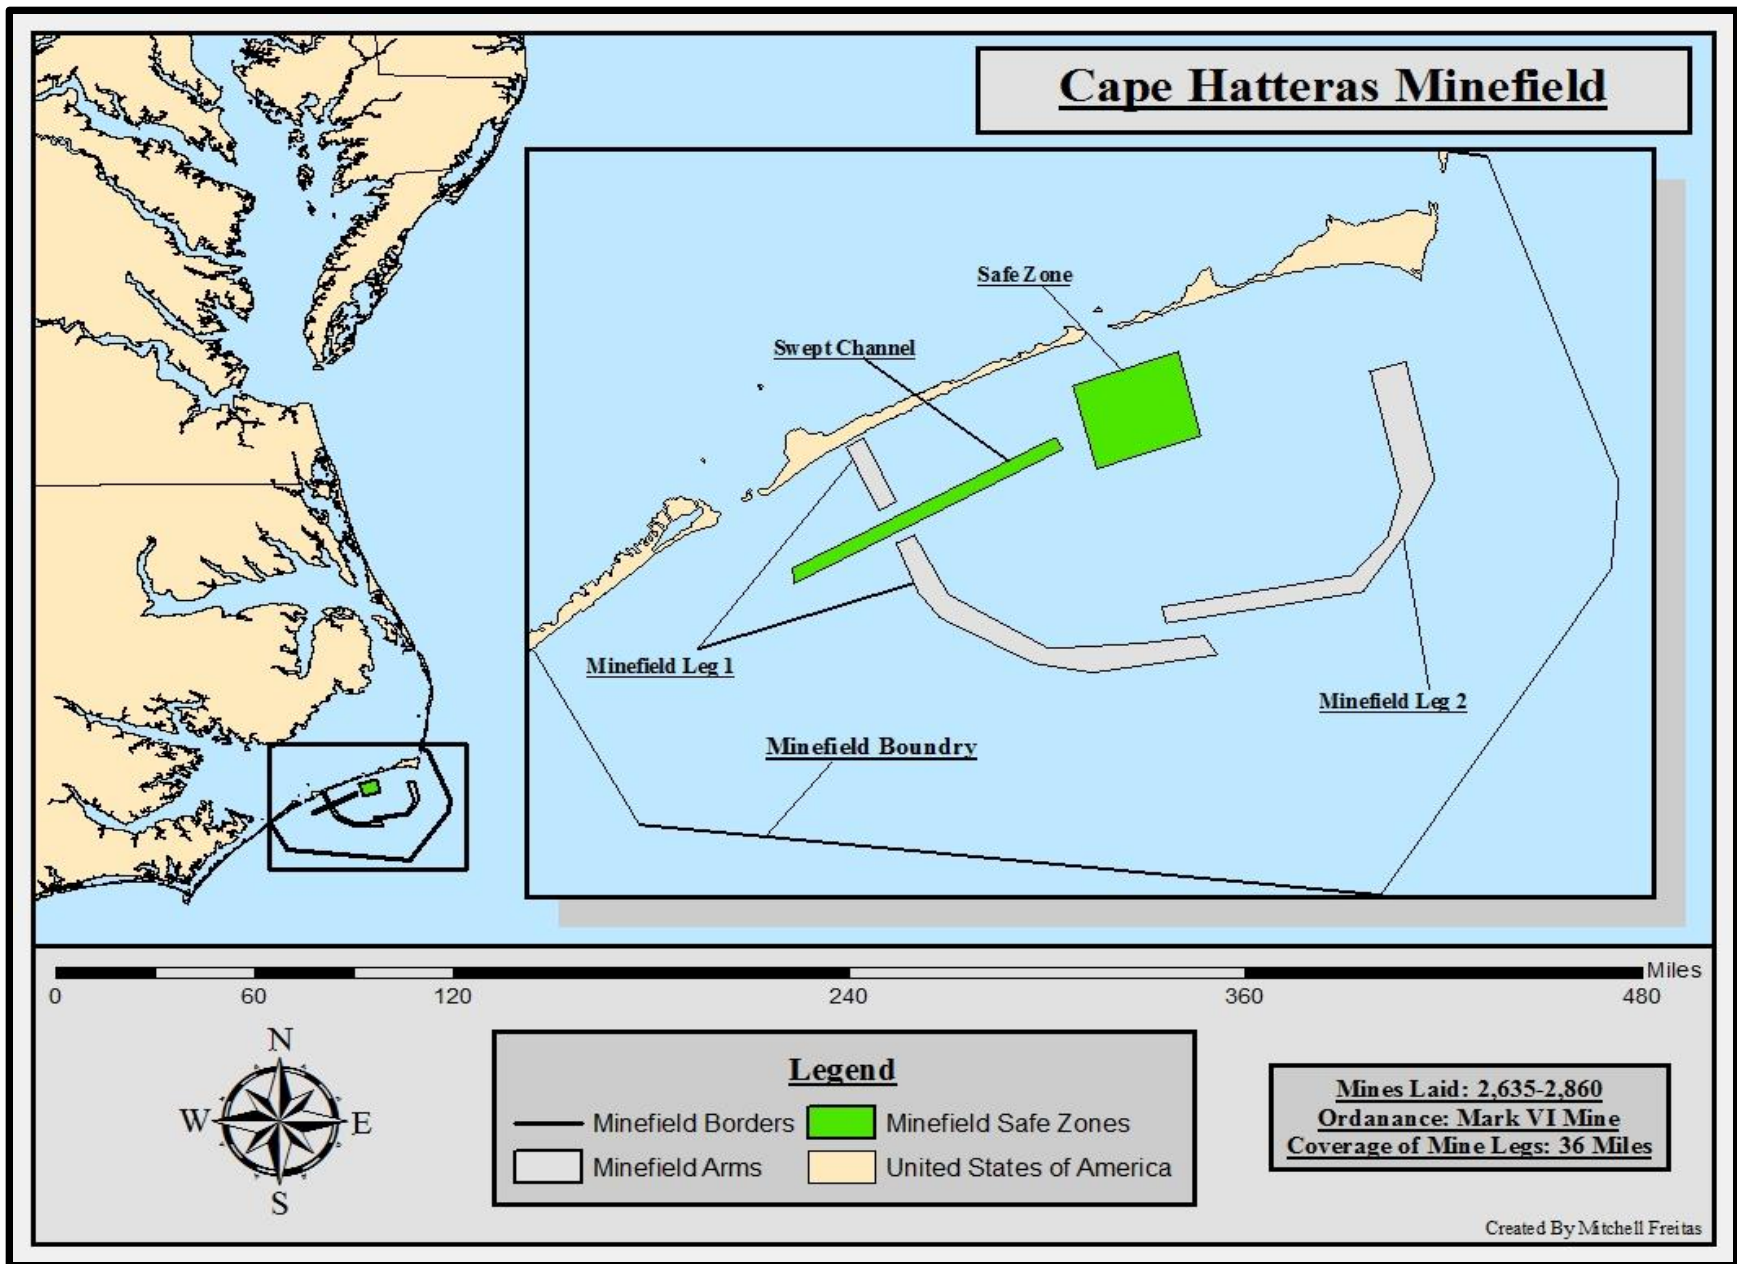 Cape Hatteras Minefield
Safe Zone
Swept Channel
Minefield Leg 1
Minefield Leg 2
Minefield Boundry
Miles
0 60 120 240 360 480
N
W E
S
Legend
Minefield Borders
Minefield Safe Zones
Minefield Arms
United States of America
Mines Laid: 2,635-2,860
Ordanance: Mark VI Mine
Coverage of Mine Legs: 36 Miles
Created By Mitchell Freitas